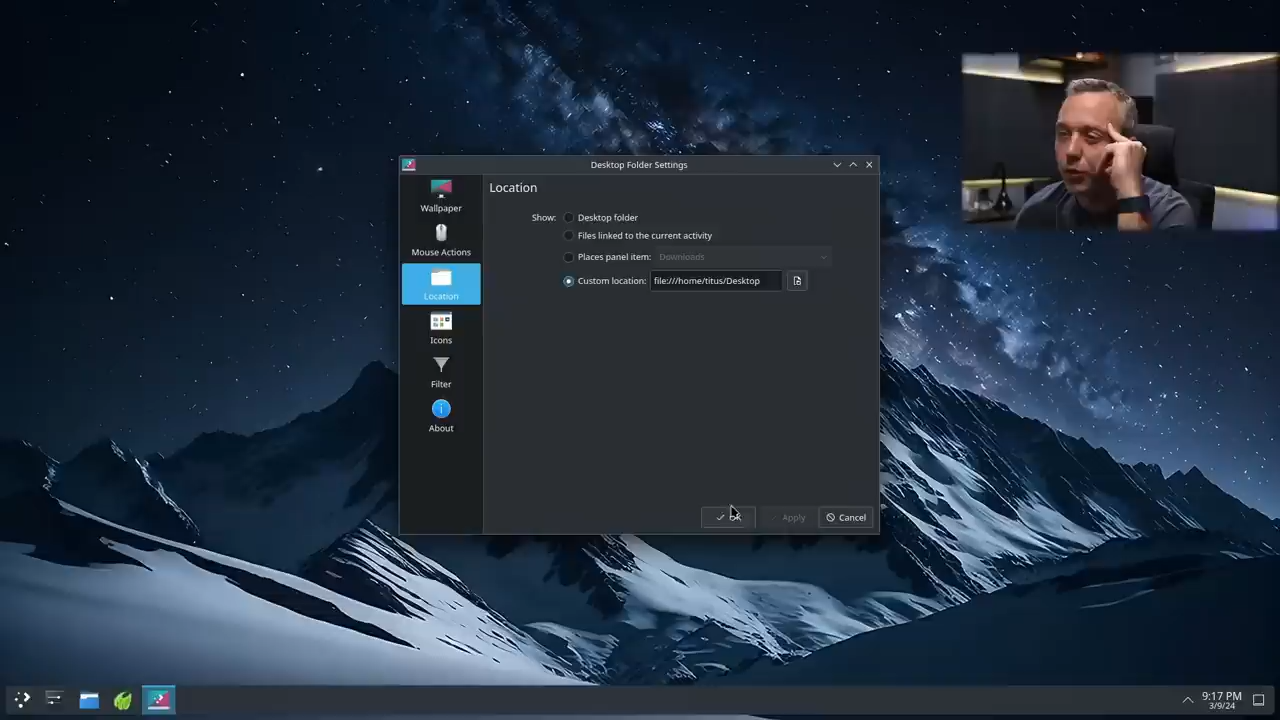 Desktop Folder Settings
Wallpaper
Mouse Actions
Location
Icons
Filter
About
Location
Show: Desktop folder
Files linked to the current activity
Places panel item: Downloads
Custom location: file:///home/titus/Desktop
OK Apply Cancel
9:17 PM
3/9/24